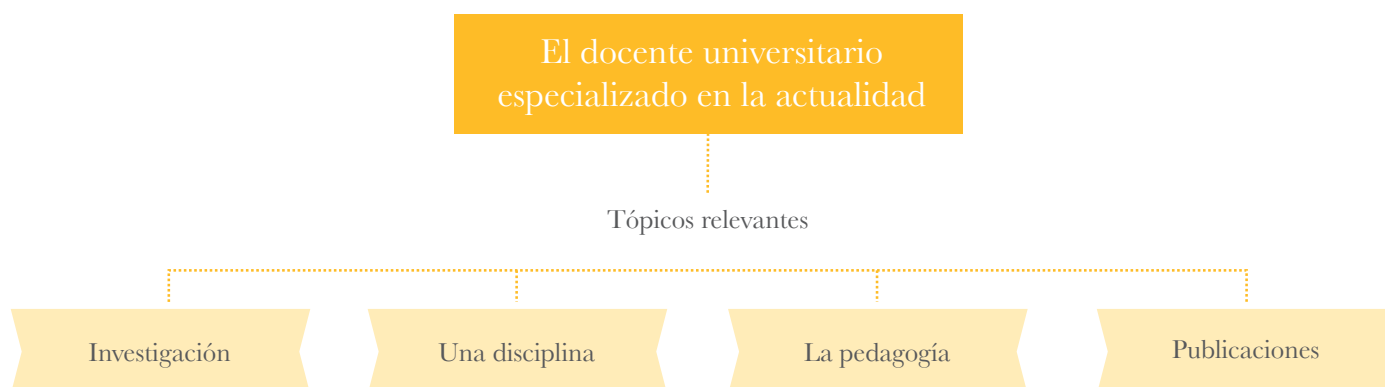 El docente universitario
especializado en la actualidad
Tópicos relevantes
Investigación
Una disciplina
La pedagogía
Publicaciones